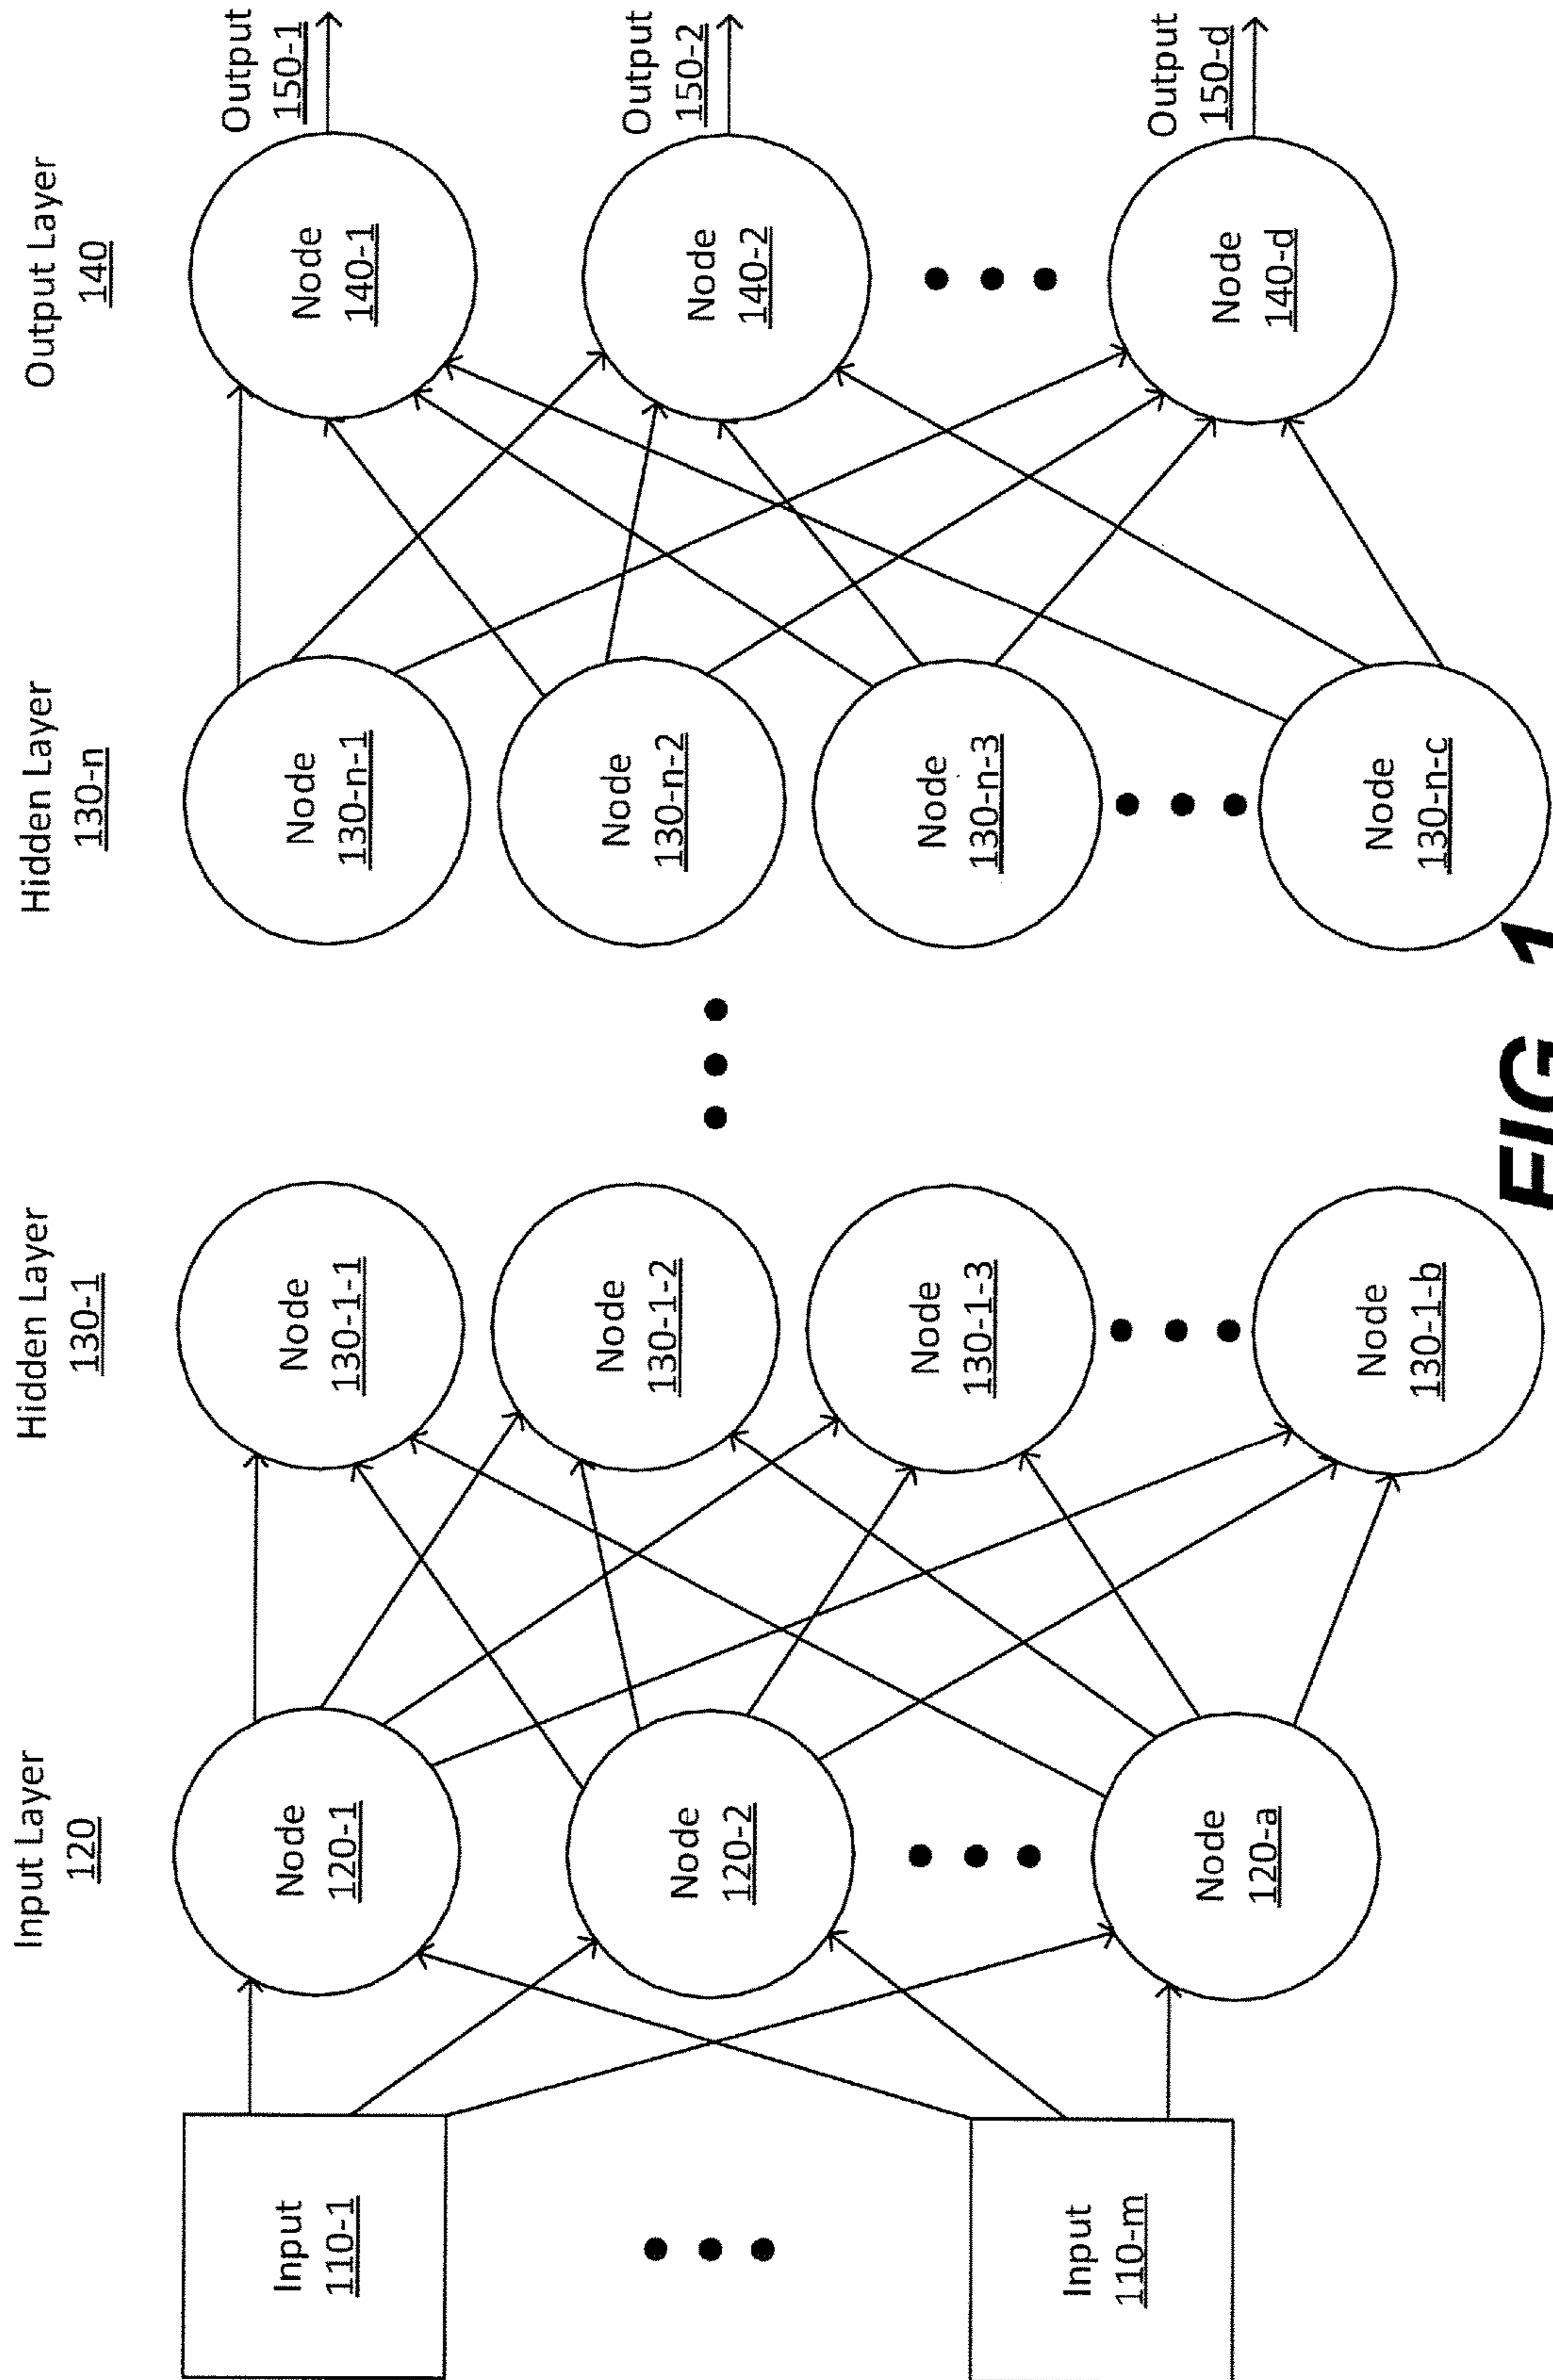 Input Layer
120
Hidden Layer
130-1
Hidden Layer
130-n
Output Layer
140
Input
110-1
Node
120-1
Node
130-1-1
Node
130-n-1
Node
140-1
Output
150-1
Node
120-2
Node
130-1-2
Node
130-n-2
Node
140-2
Output
150-2
Node
130-1-3
Node
130-n-3
Input
110-m
Node
120-a
Node
130-1-b
Node
130-n-c
Node
140-d
Output
150-d
FIG. 1